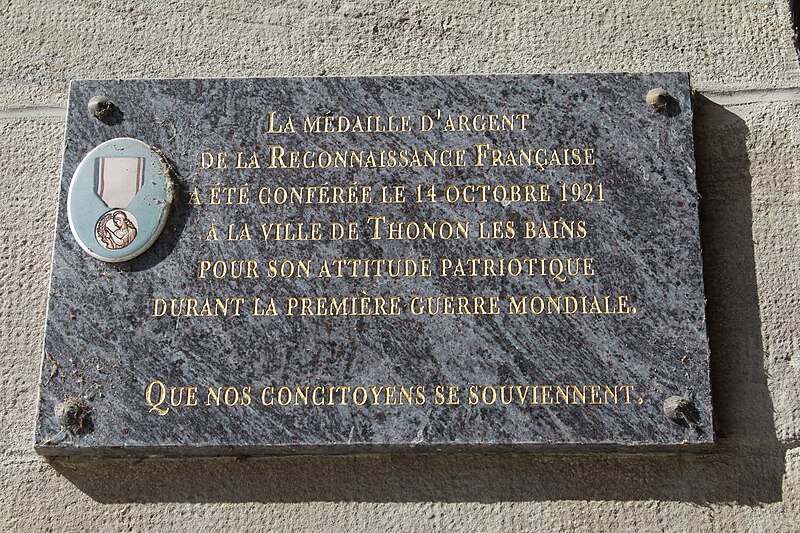 LA MÉDAILLE D'ARGENT
DE LA RECONNAISSANCE FRANÇAISE
A ÉTÉ CONFÉRÉE LE 14 OCTOBRE 1921
À LA VILLE DE THONON LES BAINS
POUR SON ATTITUDE PATRIOTIQUE
DURANT LA PREMIÈRE GUERRE MONDIALE.
QUE NOS CONCITOYENS SE SOUVIENNENT.